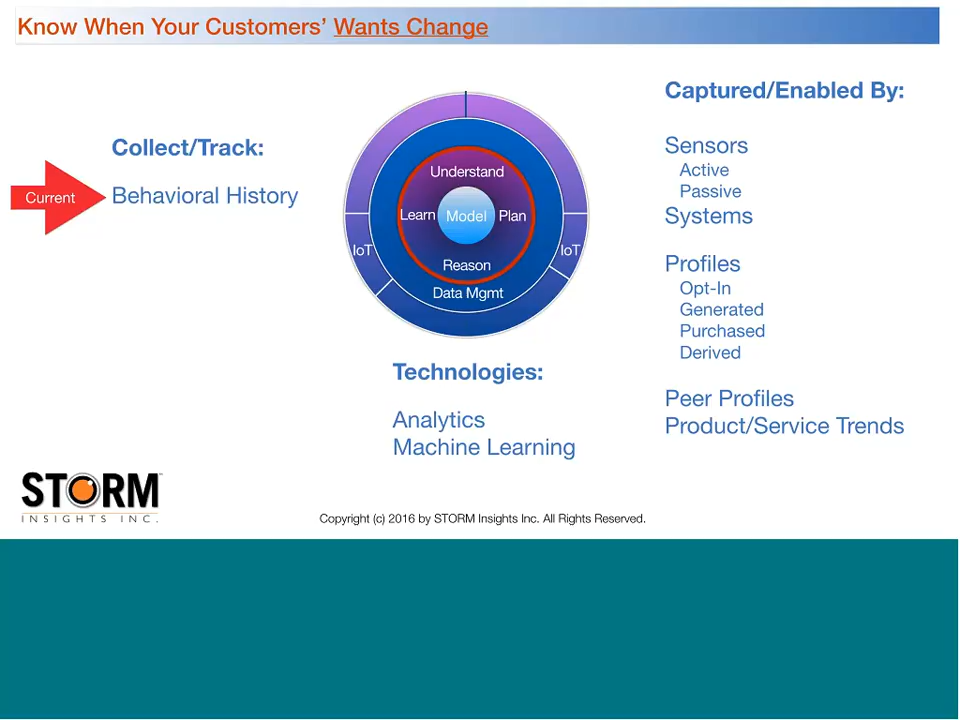 Know When Your Customers’ Wants Change
Collect/Track:
Current
Behavioral History
Understand
Learn
Model
Plan
Reason
IoT
IoT
Data Mgmt
Technologies:
Analytics
Machine Learning
Captured/Enabled By:
Sensors
Active
Passive
Systems
Profiles
Opt-In
Generated
Purchased
Derived
Peer Profiles
Product/Service Trends
STORM
INSIGHTS INC.
Copyright (c) 2016 by STORM Insights Inc. All Rights Reserved.